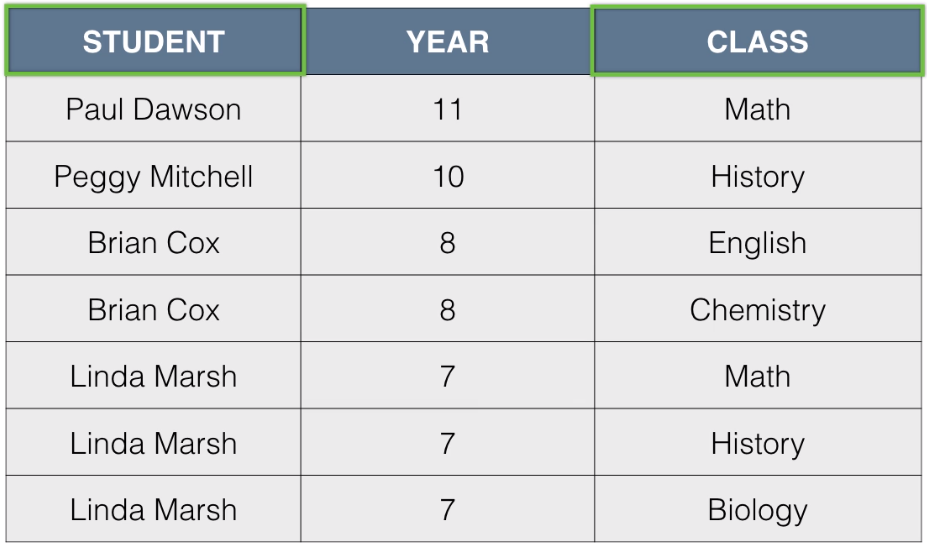 STUDENT YEAR CLASS
Paul Dawson 11 Math
Peggy Mitchell 10 History
Brian Cox 8 English
Brian Cox 8 Chemistry
Linda Marsh 7 Math
Linda Marsh 7 History
Linda Marsh 7 Biology